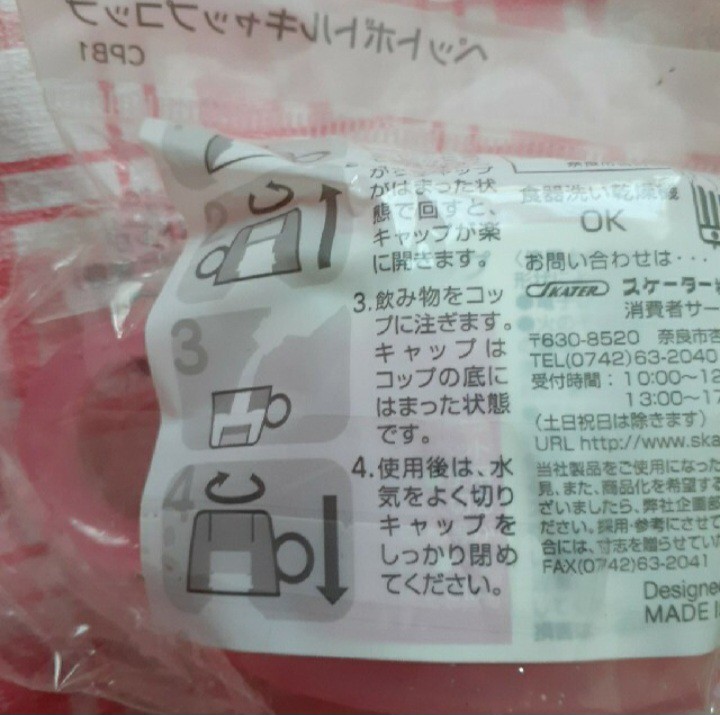 ペットボトルキャップコップ
CPB1
がはまった状
態で回すと、
キャップが楽
に開きます。
3
3.飲み物をコッ
プに注ぎます。
キャップは
コップの底に
はまった状態
です。
4
4.使用後は、水
気をよく切り
キャップを
しっかり閉め
てください。
食器洗い乾燥機
OK
お問い合わせは・・・
SKATER スケーター
消費者サー
〒630-8520 奈良市
TEL(0742)63-2040
受付時間:10:00〜12
13:00〜17
(土日祝日は除きます)
URL http://www.ska
当社製品をご使用になった
見、また、商品化を希望する
ざいましたら、弊社企画
ださい。採用・参考にさせて
合には、寸志を贈らせてい
FAX(0742)63-2041
Designe
MADE I